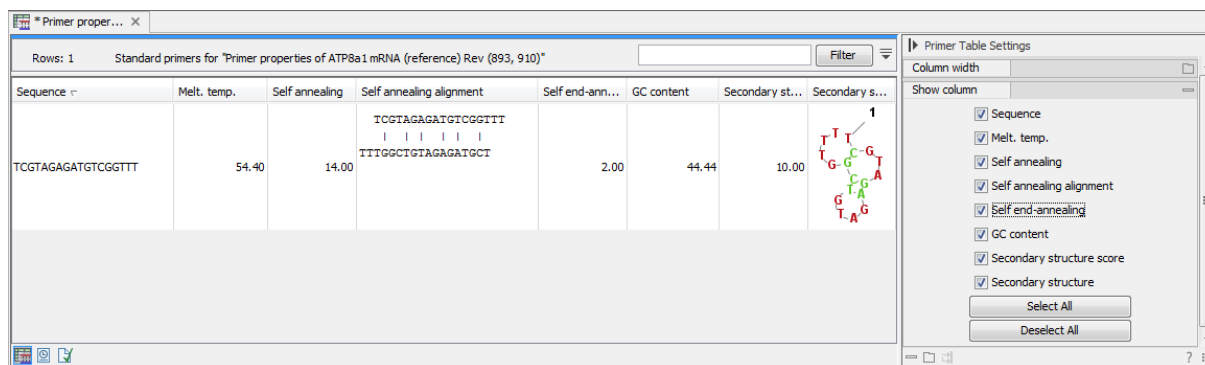 * Primer proper...
Rows: 1 Standard primers for "Primer properties of ATP8a1 mRNA (reference) Rev (893, 910)" Filter
Sequence Melt. temp. Self annealing Self annealing alignment Self end-ann... GC content Secondary st... Secondary s...
TCGTAGAGATGTCGGTTT 54.40 14.00 2.00 44.44 10.00
TCGTAGAGATGTCGGTTT
| | | | | |
TTTGGCTGTAGAGATGCT
1
T T T C G T A G A G A T G T C G G T
Primer Table Settings
Column width
Show column
Sequence
Melt. temp.
Self annealing
Self annealing alignment
Self end-annealing
GC content
Secondary structure score
Secondary structure
Select All
Deselect All
?